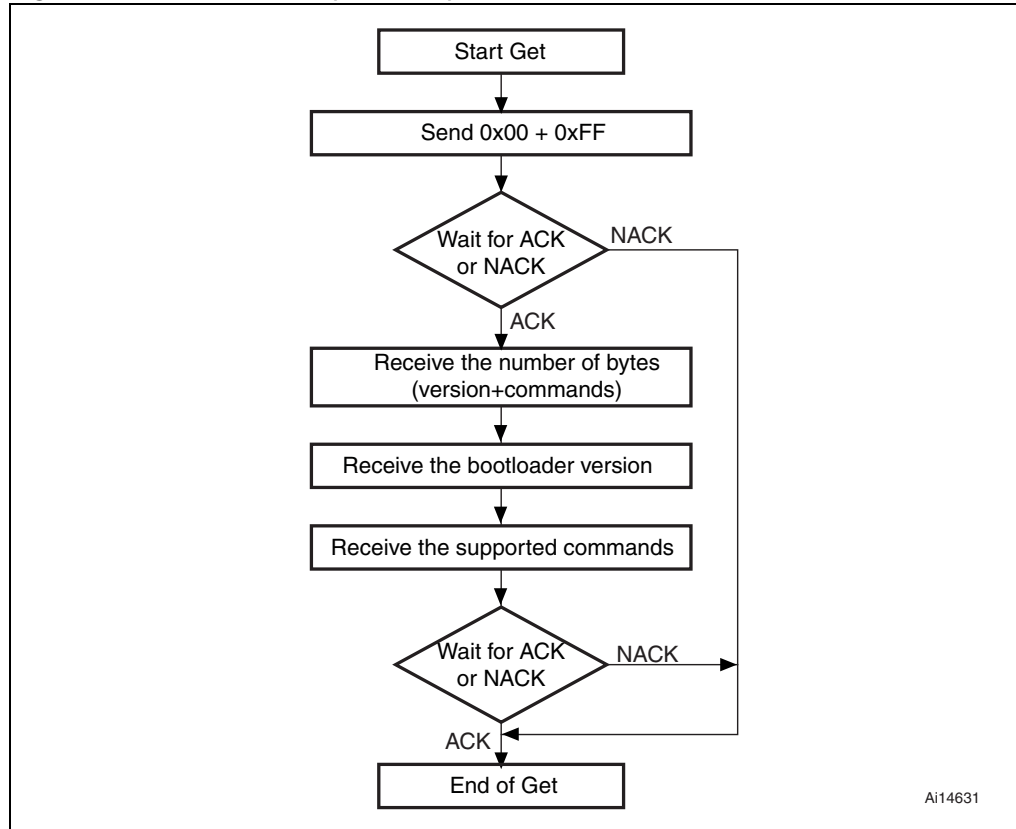 Start Get
Send 0x00 + 0xFF
Wait for ACK
or NACK
NACK
ACK
Receive the number of bytes
(version+commands)
Receive the bootloader version
Receive the supported commands
Wait for ACK
or NACK
NACK
ACK
End of Get
Ai14631